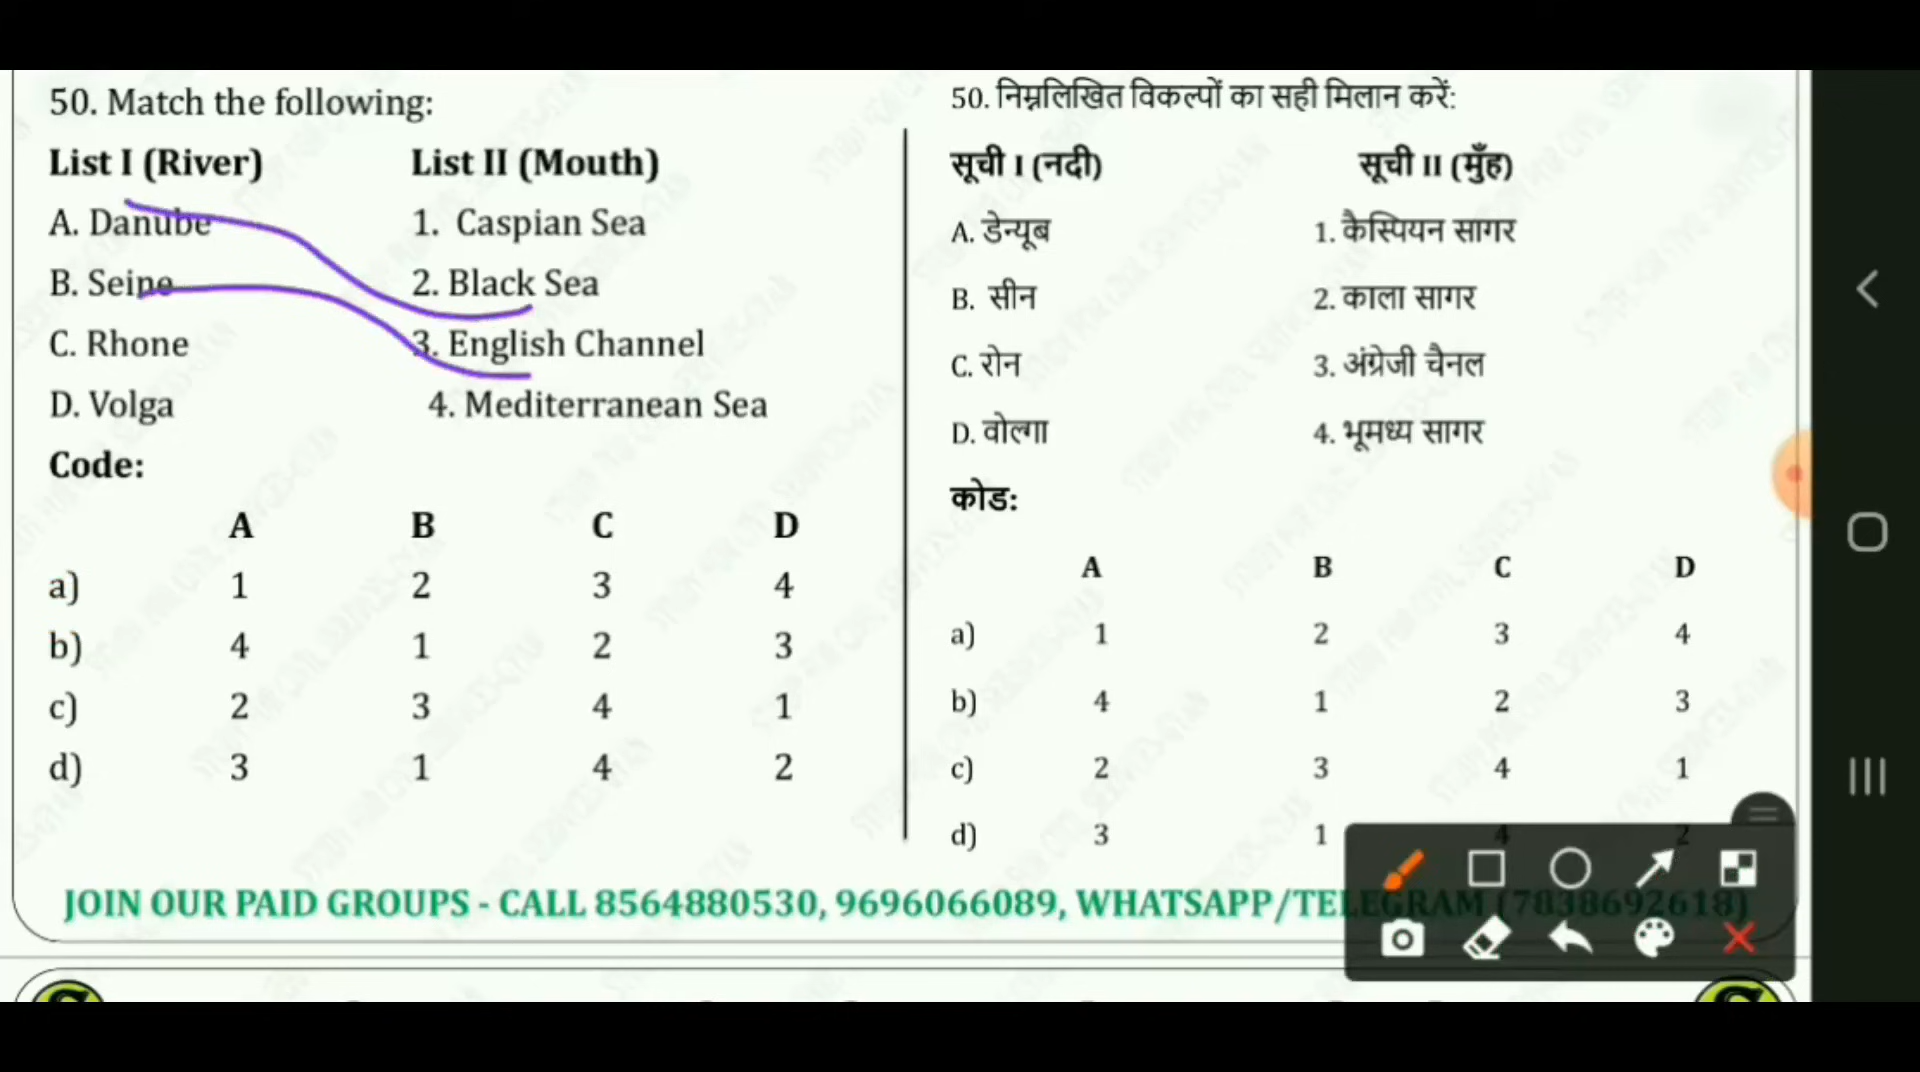 50. Match the following:
List I (River) List II (Mouth)
A. Danube 1. Caspian Sea
B. Seine 2. Black Sea
C. Rhone 3. English Channel
D. Volga 4. Mediterranean Sea
Code:
A B C D
a) 1 2 3 4
b) 4 1 2 3
c) 2 3 4 1
d) 3 1 4 2
50. निम्नलिखित विकल्पों का सही मिलान करें:
सूची I (नदी) सूची II (मुँह)
A. डेन्यूब 1. कैस्पियन सागर
B. सीन 2. काला सागर
C. रोन 3. अंग्रेजी चैनल
D. वोल्गा 4. भूमध्य सागर
कोड:
A B C D
a) 1 2 3 4
b) 4 1 2 3
c) 2 3 4 1
d) 3 1 4 2
JOIN OUR PAID GROUPS - CALL 8564880530, 9696066089, WHATSAPP/TELEGRAM (7838692618)